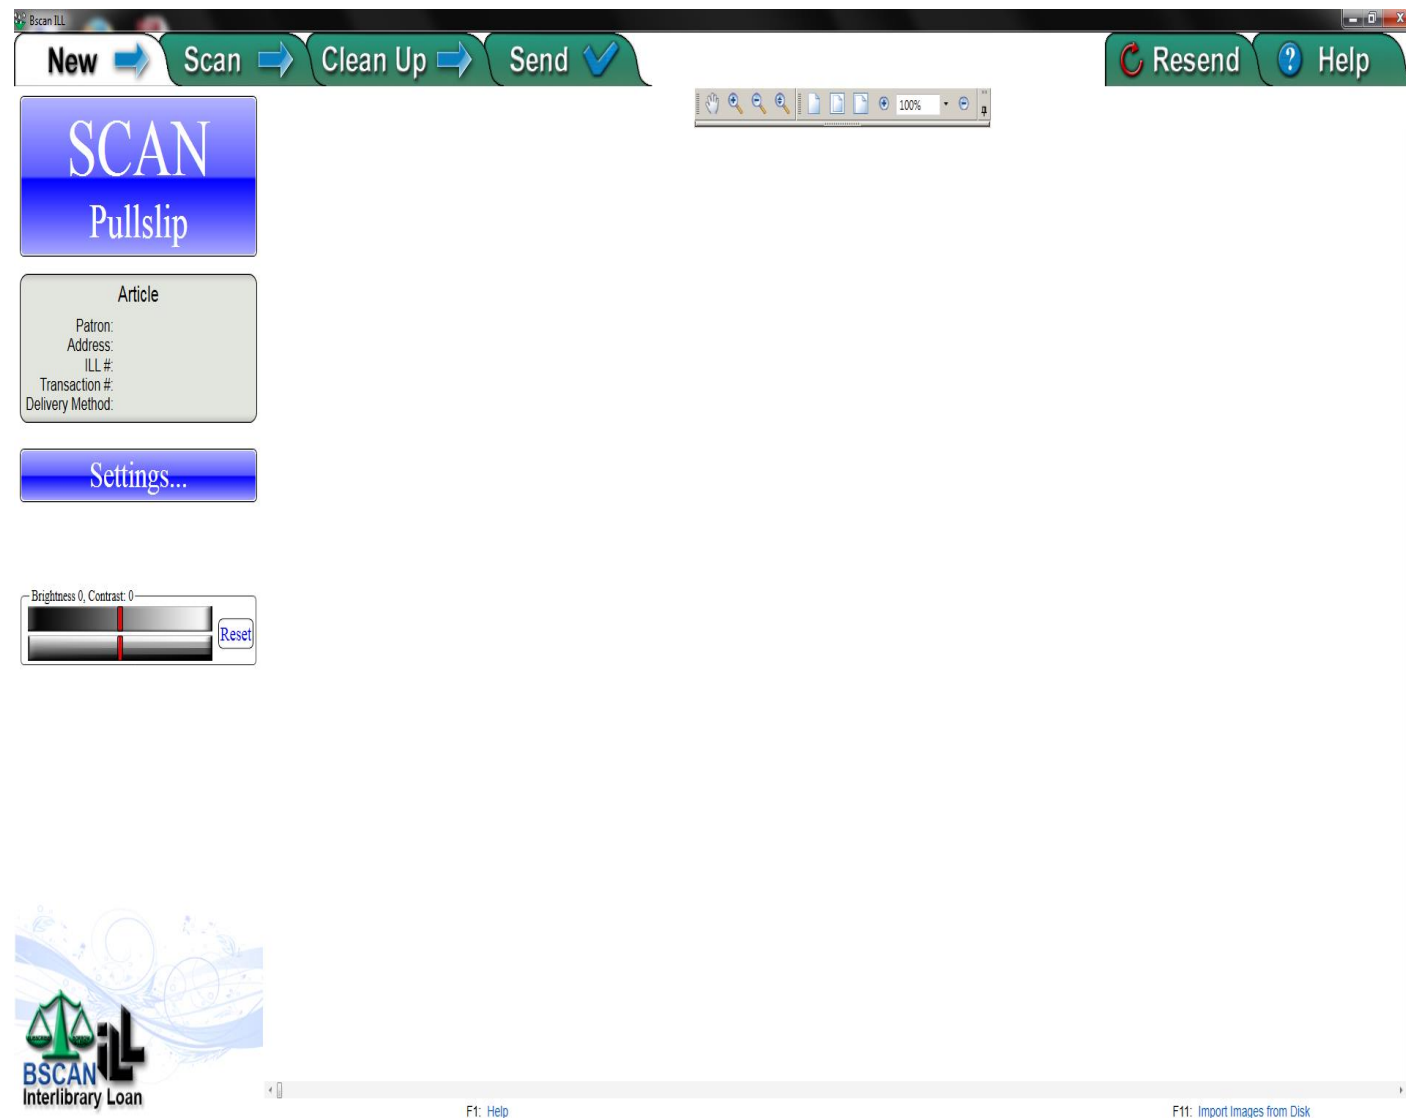 Bscan ILL
New Scan Clean Up Send Resend ? Help
100%
SCAN
Pullslip
Article
Patron:
Address:
ILL #:
Transaction #:
Delivery Method:
Settings...
Brightness 0, Contrast: 0
Reset
ILL
BSCAN
Interlibrary Loan
F1: Help F11: Import Images from Disk